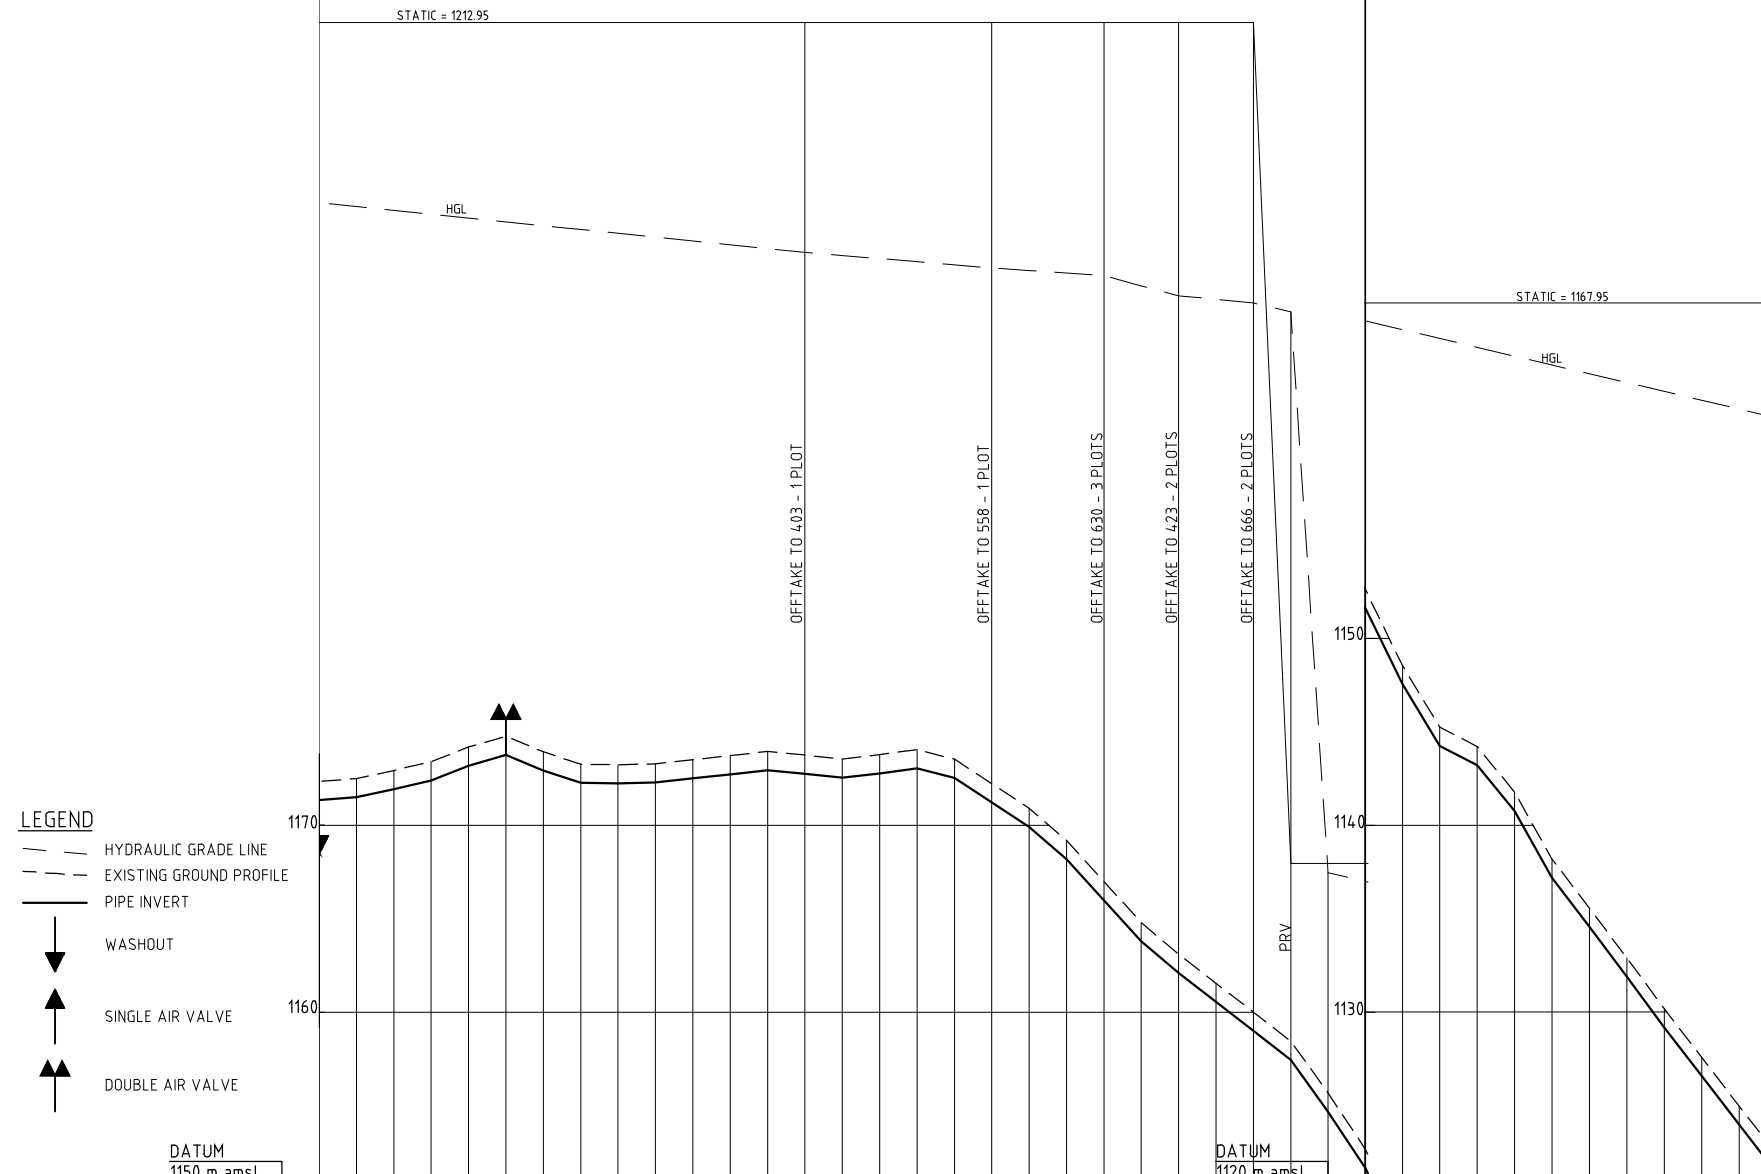 STATIC = 1212.95
HGL
STATIC = 1167.95
HGL
OFFTAKE TO 403 - 1 PLOT
OFFTAKE TO 558 - 1 PLOT
OFFTAKE TO 630 - 3 PLOTS
OFFTAKE TO 423 - 2 PLOTS
OFFTAKE TO 666 - 2 PLOTS
PRV
1150
1140
1130
1170
1160
LEGEND
HYDRAULIC GRADE LINE
EXISTING GROUND PROFILE
PIPE INVERT
WASHOUT
SINGLE AIR VALVE
DOUBLE AIR VALVE
DATUM
1150 m amsl
DATUM
1120 m amsl